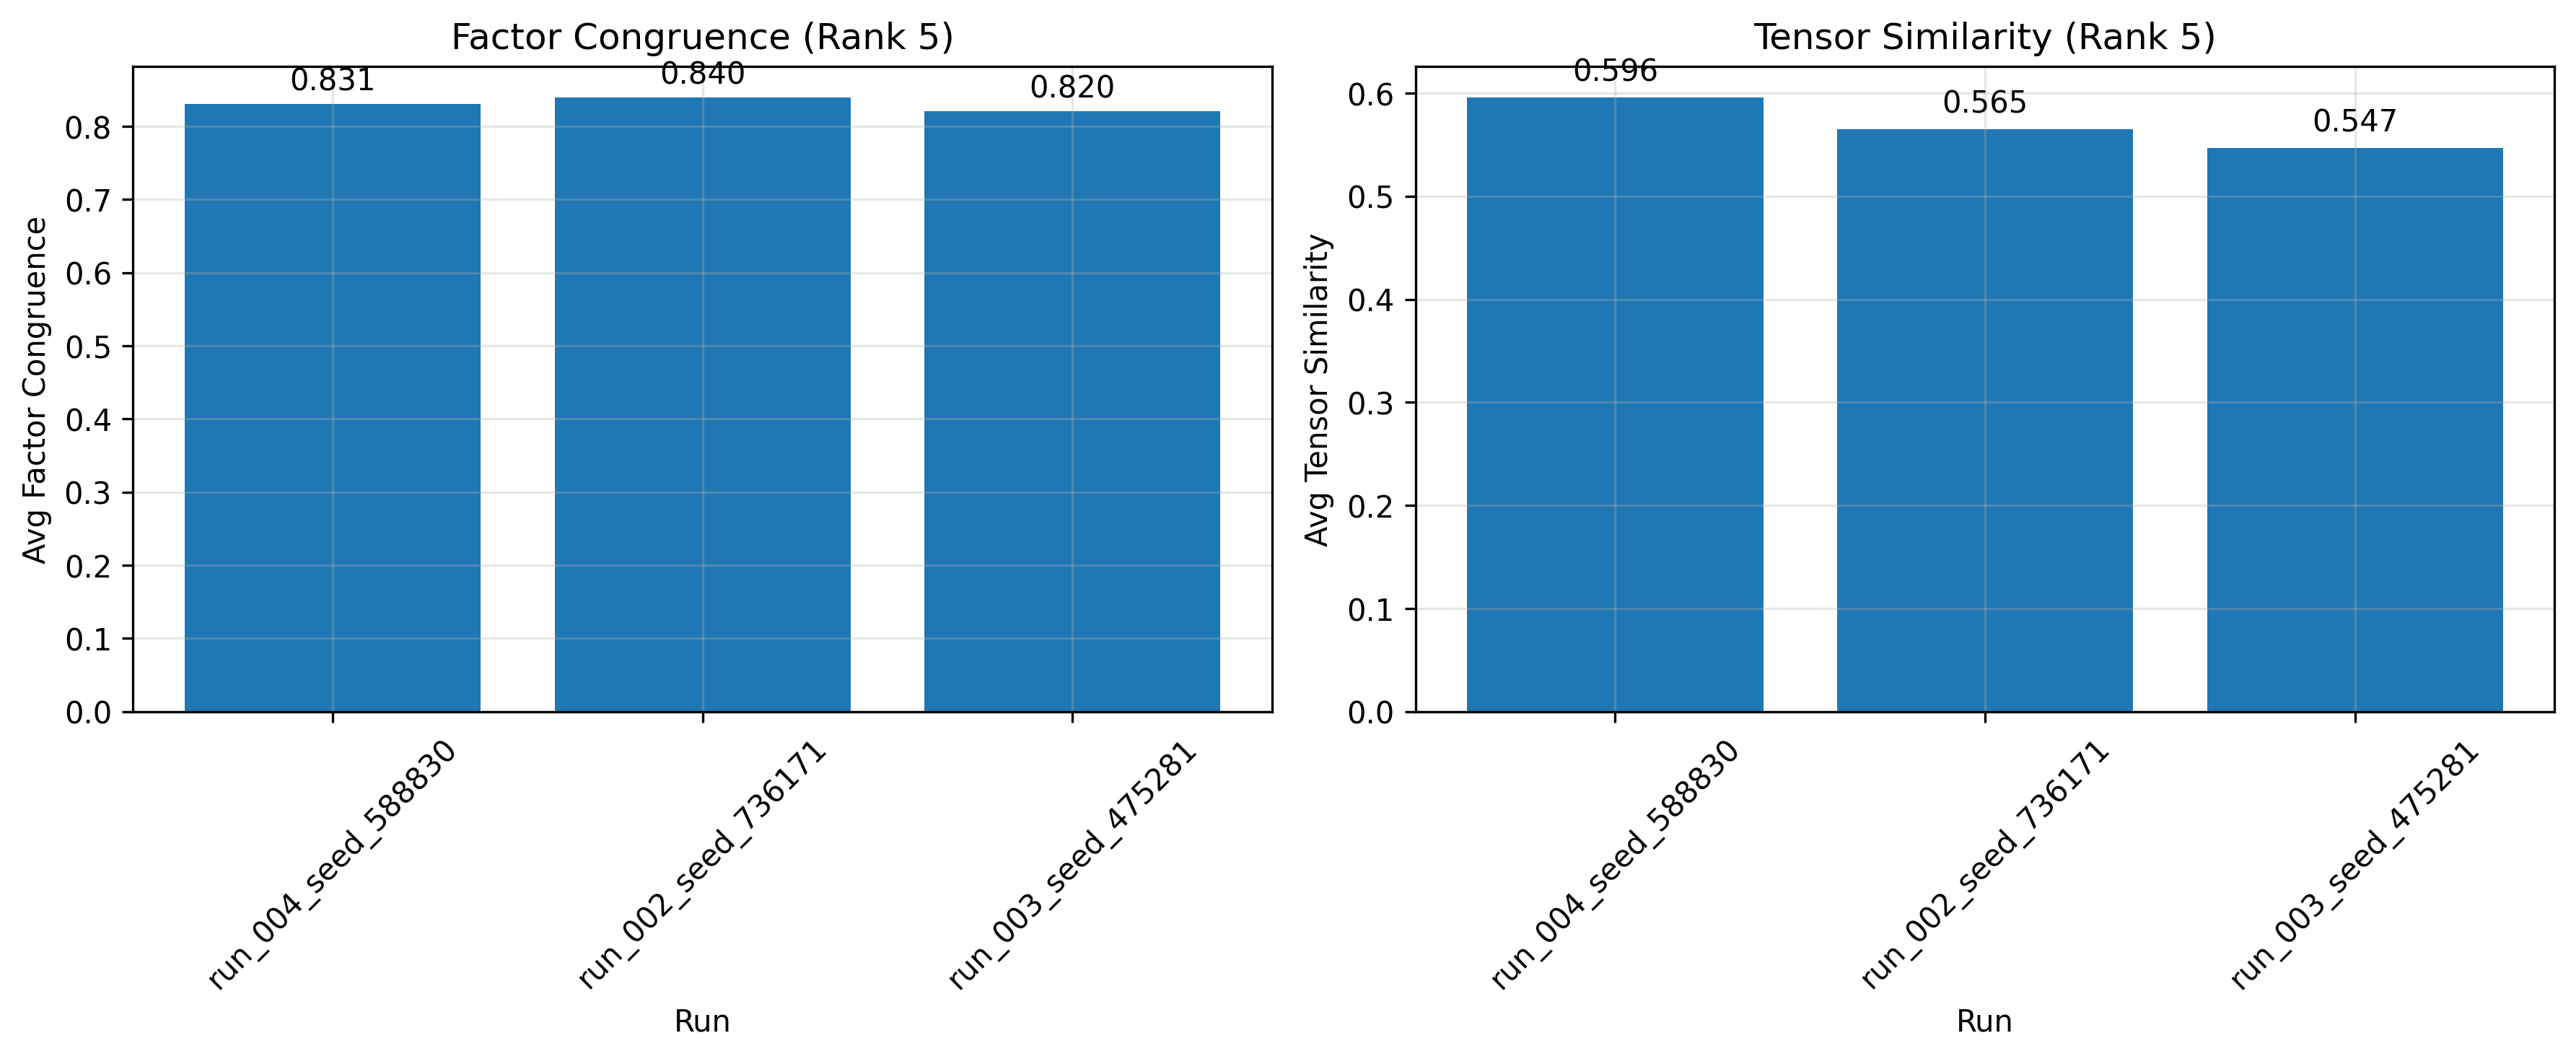 Factor Congruence (Rank 5)
0.831
0.840
0.820
0.8
0.7
0.6
0.5
0.4
0.3
0.2
0.1
0.0
Avg Factor Congruence
run_004_seed_588830
run_002_seed_736171
run_003_seed_475281
Run
Tensor Similarity (Rank 5)
0.596
0.565
0.547
0.6
0.5
0.4
0.3
0.2
0.1
0.0
Avg Tensor Similarity
run_004_seed_588830
run_002_seed_736171
run_003_seed_475281
Run